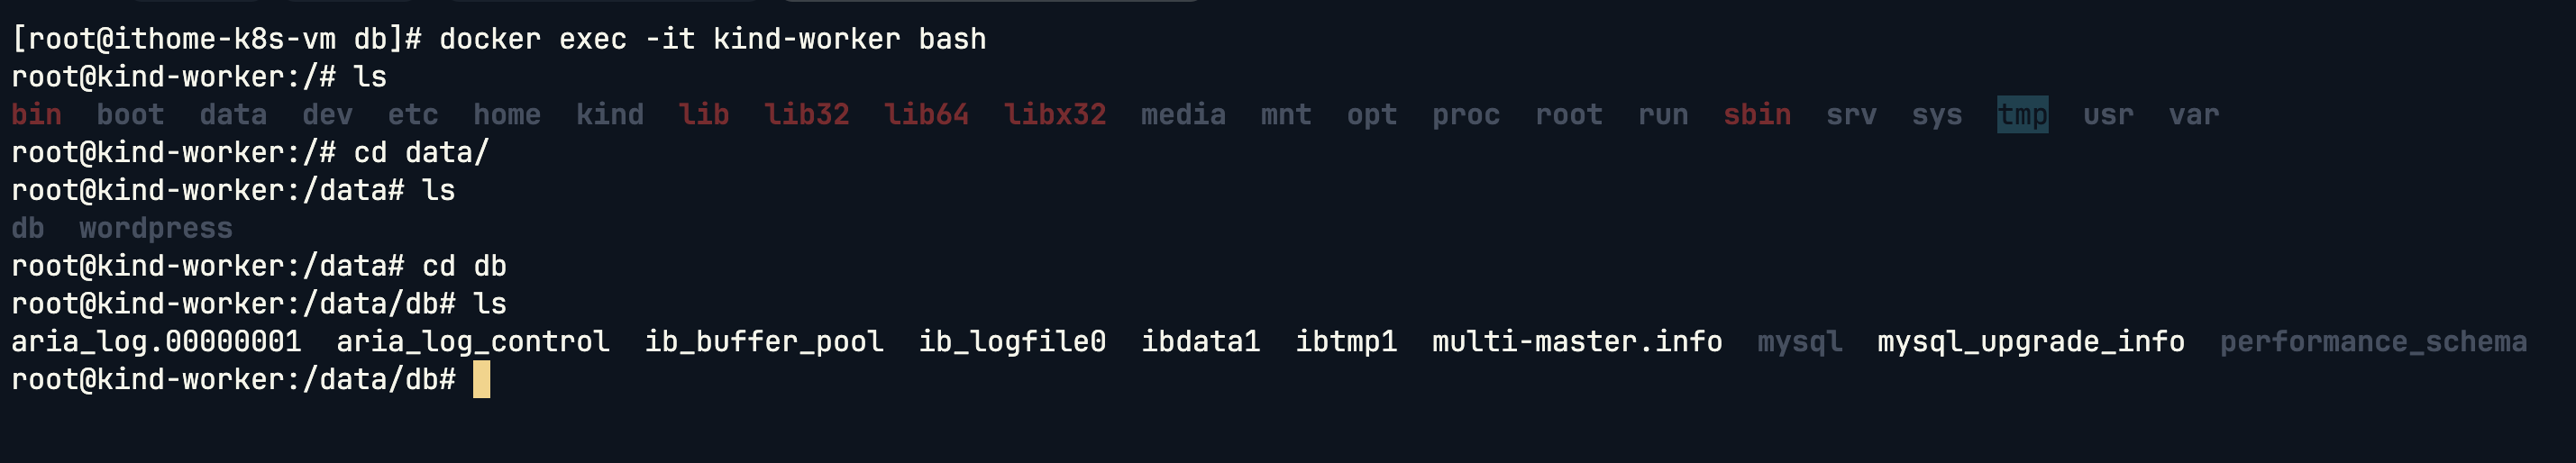 [root@ithome-k8s-vm db]# docker exec -it kind-worker bash
root@kind-worker:/# ls
bin  boot  data  dev  etc  home  kind  lib  lib32  lib64  libx32  media  mnt  opt  proc  root  run  sbin  srv  sys  tmp  usr  var
root@kind-worker:/# cd data/
root@kind-worker:/data# ls
db  wordpress
root@kind-worker:/data# cd db
root@kind-worker:/data/db# ls
aria_log.00000001  aria_log_control  ib_buffer_pool  ib_logfile0  ibdata1  ibtmp1  multi-master.info  mysql  mysql_upgrade_info  performance_schema
root@kind-worker:/data/db#